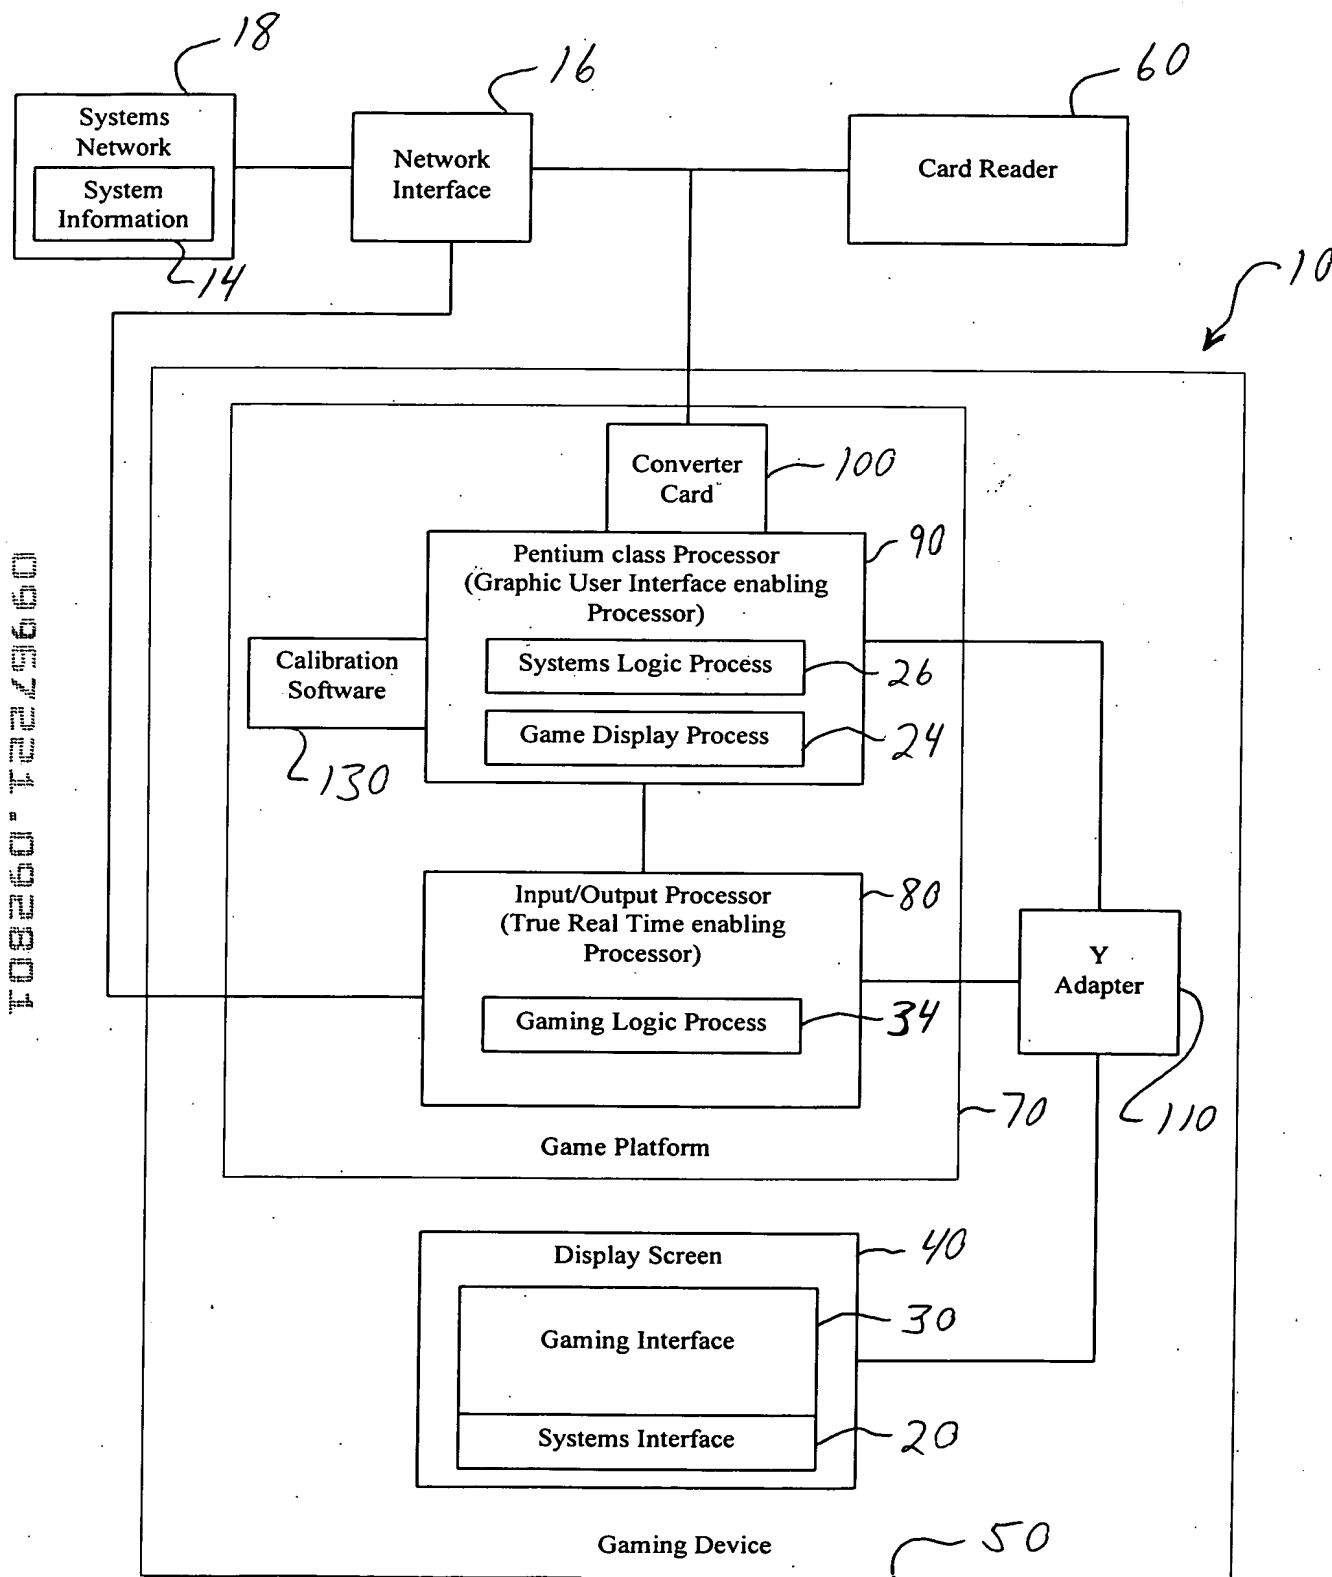 18
16
60
Systems
Network
System
Information
14
Network
Interface
Card Reader
10
Converter
Card
100
Pentium class Processor
(Graphic User Interface enabling
Processor)
90
Systems Logic Process
26
Game Display Process
24
Calibration
Software
130
Input/Output Processor
(True Real Time enabling
Processor)
80
Gaming Logic Process
34
Y
Adapter
110
70
Game Platform
Display Screen
40
Gaming Interface
30
Systems Interface
20
Gaming Device
50
09967221.092801